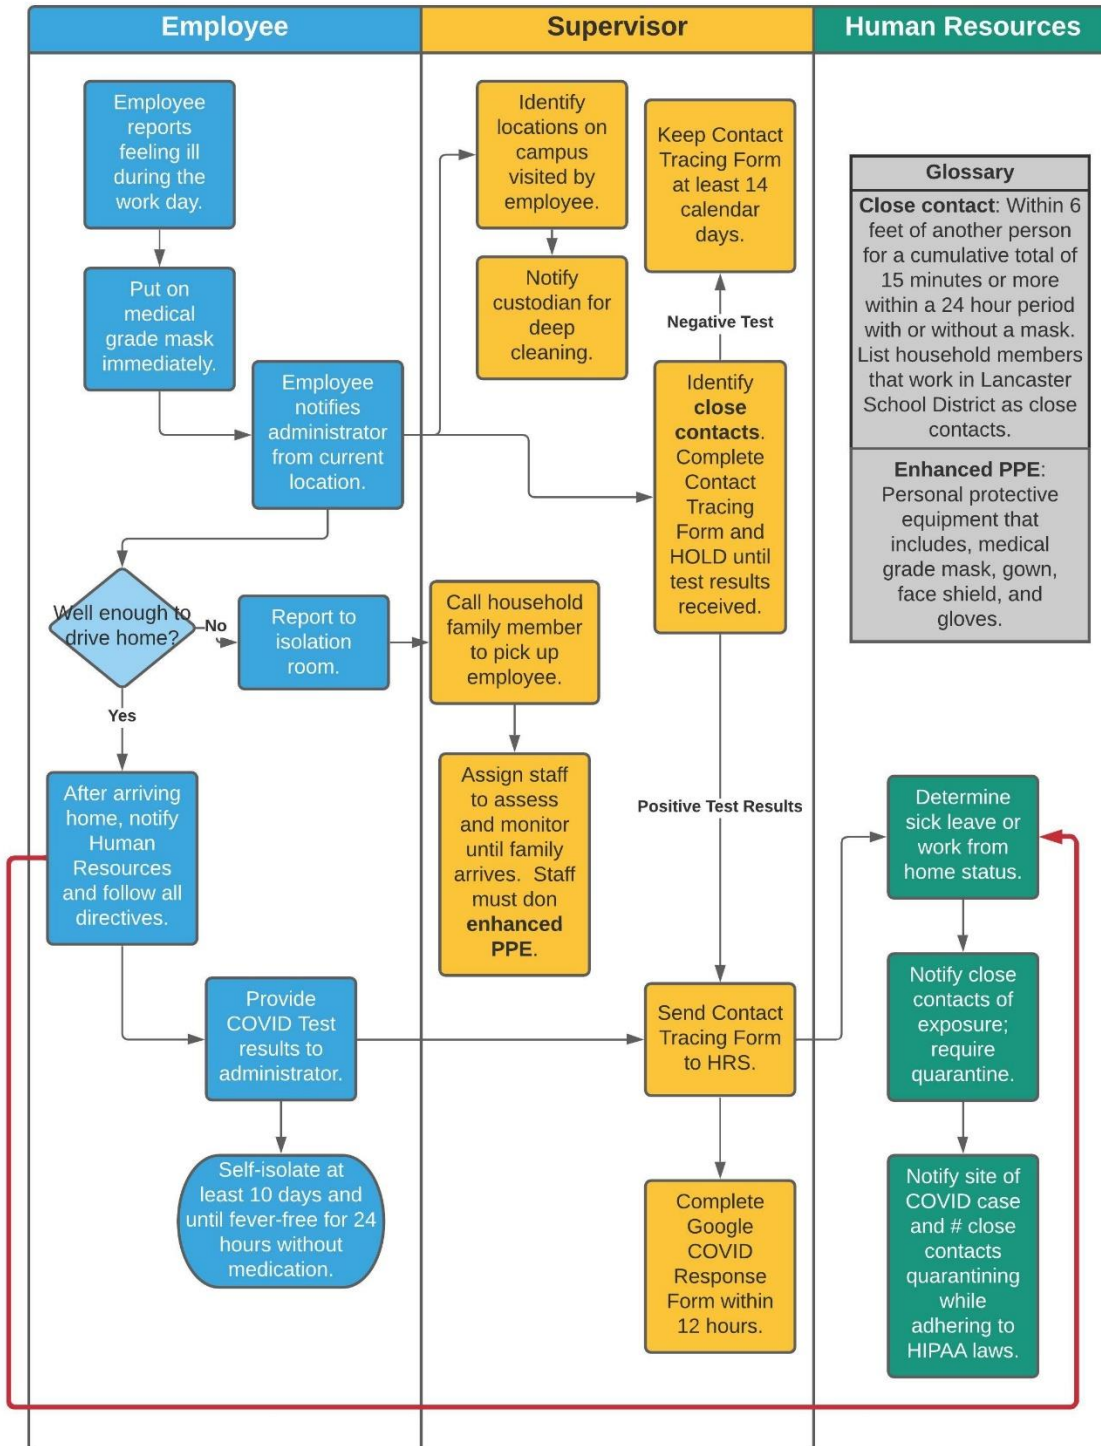 Employee
Supervisor
Human Resources
Employee
reports
feeling ill
during the
work day.
Put on
medical
grade mask
immediately.
Employee
notifies
administrator
from current
location.
Well enough to
drive home?
No
Report to
isolation
room.
Yes
After arriving
home, notify
Human
Resources
and follow all
directives.
Provide
COVID Test
results to
administrator.
Self-isolate at
least 10 days and
until fever-free for 24
hours without
medication.
Identify
locations on
campus
visited by
employee.
Notify
custodian for
deep
cleaning.
Keep Contact
Tracing Form
at least 14
calendar
days.
Negative Test
Identify
close
contacts.
Complete
Contact
Tracing
Form and
HOLD until
test results
received.
Call household
family member
to pick up
employee.
Assign staff
to assess
and monitor
until family
arrives. Staff
must don
enhanced
PPE.
Positive Test Results
Send Contact
Tracing Form
to HRS.
Complete
Google
COVID
Response
Form within
12 hours.
Glossary
Close contact: Within 6
feet of another person
for a cumulative total of
15 minutes or more
within a 24 hour period
with or without a mask.
List household members
that work in Lancaster
School District as close
contacts.
Enhanced PPE:
Personal protective
equipment that
includes, medical
grade mask, gown,
face shield, and
gloves.
Determine
sick leave or
work from
home status.
Notify close
contacts of
exposure;
require
quarantine.
Notify site of
COVID case
and # close
contacts
quarantining
while
adhering to
HIPAA laws.